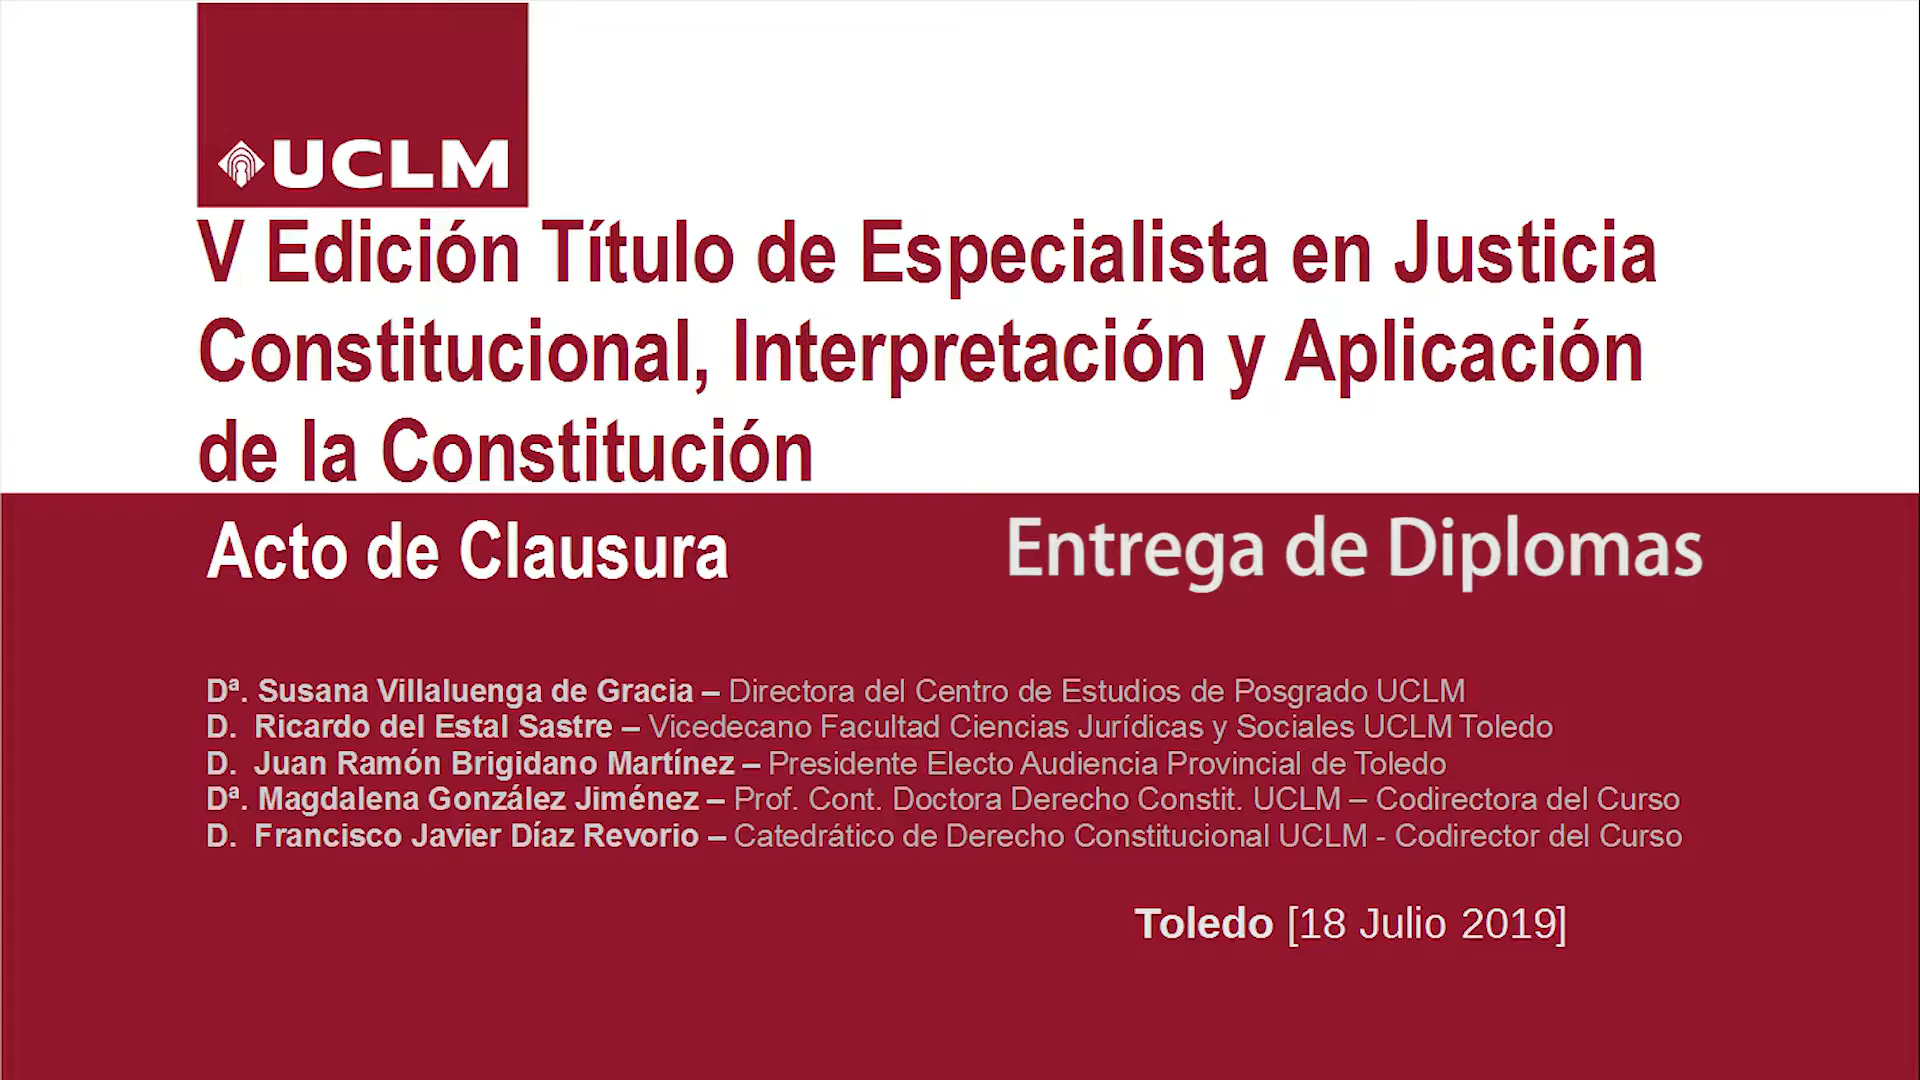 UCLM
V Edición Título de Especialista en Justicia
Constitucional, Interpretación y Aplicación
de la Constitución
Acto de Clausura
Entrega de Diplomas
Dª. Susana Villaluenga de Gracia – Directora del Centro de Estudios de Posgrado UCLM
D. Ricardo del Estal Sastre – Vicedecano Facultad Ciencias Jurídicas y Sociales UCLM Toledo
D. Juan Ramón Brigidano Martínez – Presidente Electo Audiencia Provincial de Toledo
Dª. Magdalena González Jiménez – Prof. Cont. Doctora Derecho Constit. UCLM – Codirectora del Curso
D. Francisco Javier Díaz Revorio – Catedrático de Derecho Constitucional UCLM - Codirector del Curso
Toledo [18 Julio 2019]